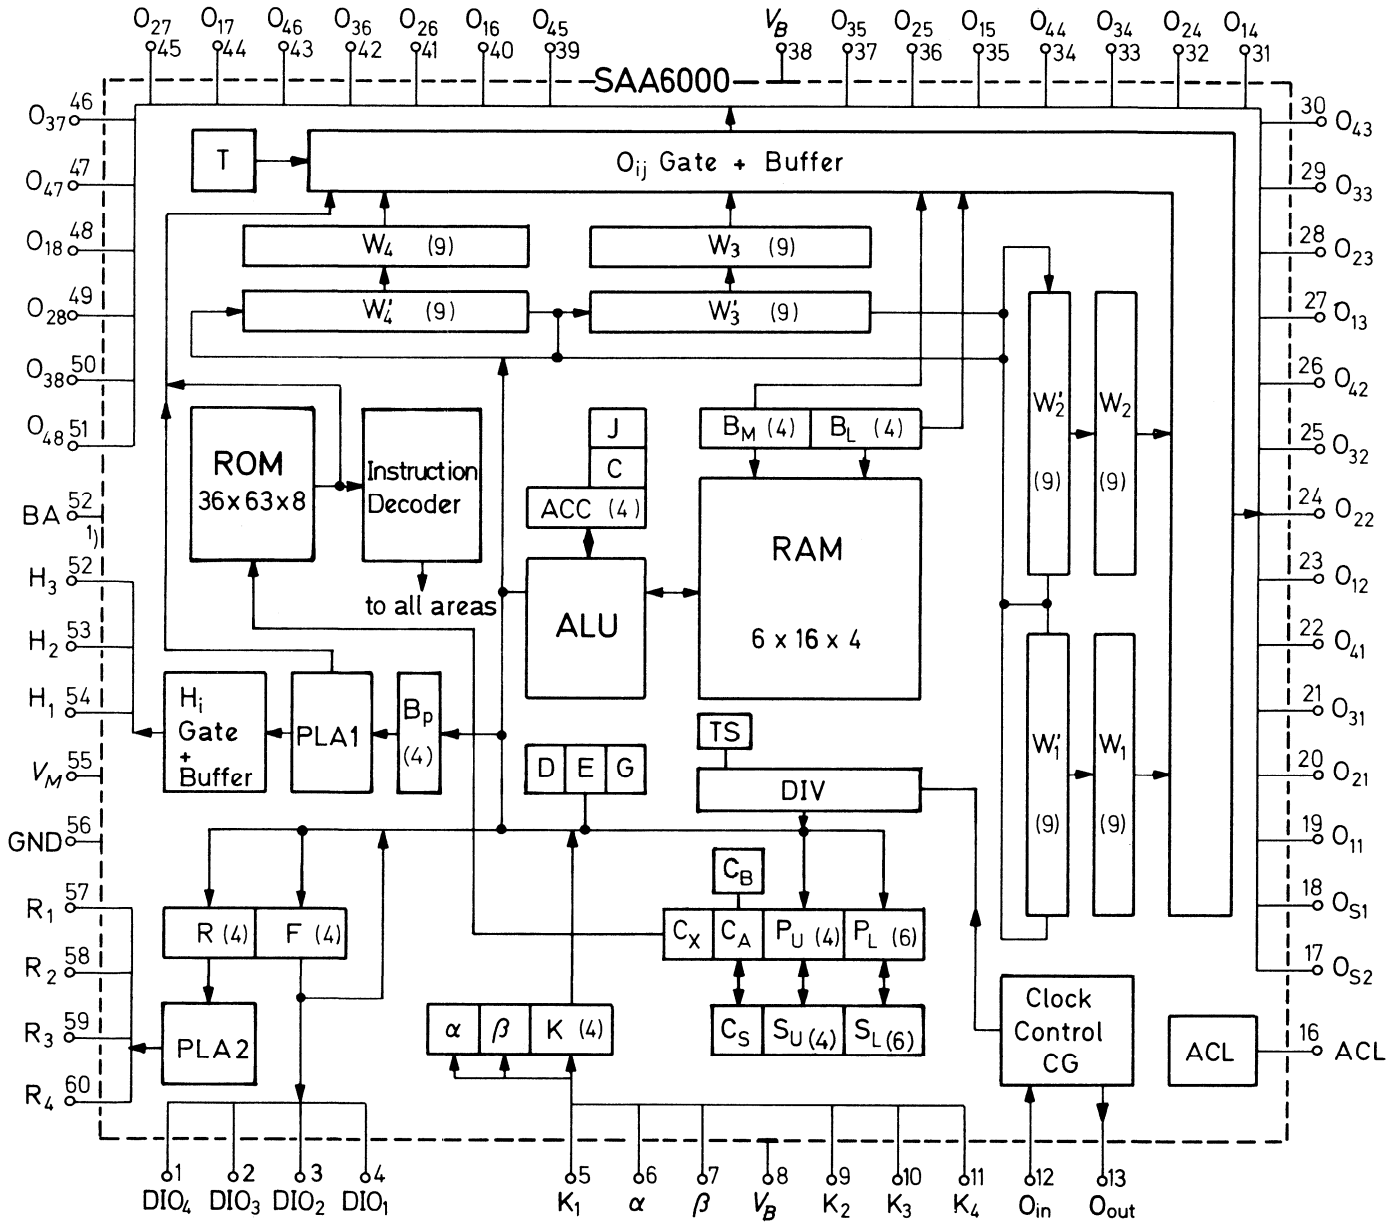 O27 O17 O46 O36 O26 O16 O45 VB O35 O25 O15 O44 O34 O24 O14
45 44 43 42 41 40 39 38 37 36 35 34 33 32 31
SAA6000
O37 46
O47 47
O18 48
O28 49
O38 50
O48 51
BA 52
1)
H3 52
H2 53
H1 54
VM 55
GND 56
R1 57
R2 58
R3 59
R4 60
30 O43
29 O33
28 O23
27 O13
26 O42
25 O32
24 O22
23 O12
22 O41
21 O31
20 O21
19 O11
18 OS1
17 OS2
16 ACL
T
Oij Gate + Buffer
W4 (9)
W3 (9)
W4' (9)
W3' (9)
W2' (9)
W2 (9)
ROM
36x63x8
Instruction
Decoder
to all areas
J
C
ACC (4)
ALU
BM (4) BL (4)
RAM
6 x 16 x 4
Hi
Gate
+
Buffer
PLA1
Bp
(4)
D E G
TS
DIV
W1' (9)
W1 (9)
CB
R (4) F (4)
CX CA PU (4) PL (6)
PLA2
α β K (4)
CS SU (4) SL (6)
Clock
Control
CG
ACL
1 2 3 4 5 6 7 8 9 10 11 12 13
DIO4 DIO3 DIO2 DIO1 K1 α β VB K2 K3 K4 Oin Oout